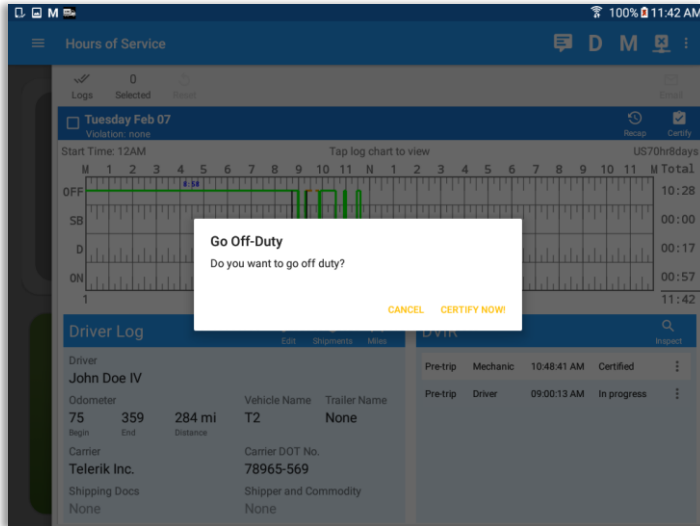 100% 11:42 AM
Hours of Service
D M
Logs
0
Selected
Reset
Email
Tuesday Feb 07
Violation: none
Recap
Certify
Start Time: 12AM
Tap log chart to view
US70hr8days
M 1 2 3 4 5 6 7 8 9 10 11 N 1 2 3 4 5 6 7 8 9 10 11 M Total
8:58
OFF 10:28
SB 00:00
D 00:17
ON 00:57
1 11:42
Go Off-Duty
Do you want to go off duty?
CANCEL CERTIFY NOW!
Driver Log
Edit Shipments Miles
Driver
John Doe IV
Odometer Vehicle Name Trailer Name
75 359 284 mi T2 None
Begin End Distance
Carrier Carrier DOT No.
Telerik Inc. 78965-569
Shipping Docs Shipper and Commodity
None None
DVIR
Inspect
Pre-trip Mechanic 10:48:41 AM Certified
Pre-trip Driver 09:00:13 AM In progress